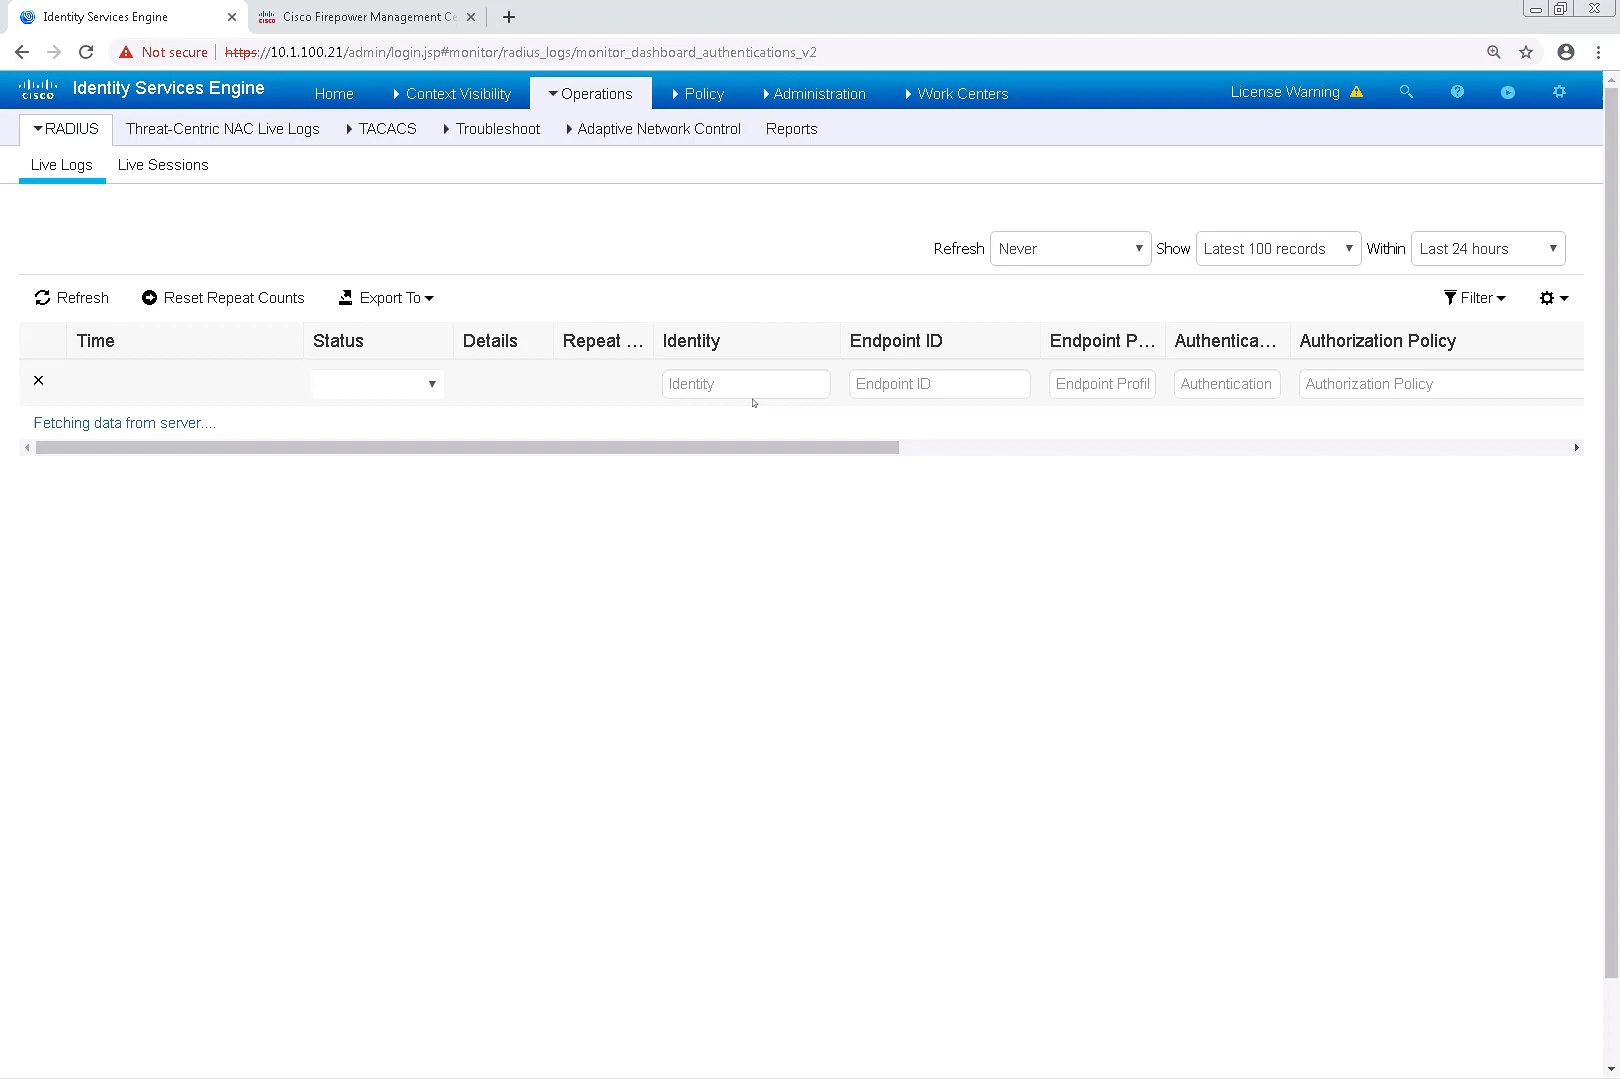 Identity Services Engine
Cisco Firepower Management Ce
Not secure https://10.1.100.21/admin/login.jsp#monitor/radius_logs/monitor_dashboard_authentications_v2
CISCO Identity Services Engine Home Context Visibility Operations Policy Administration Work Centers License Warning
RADIUS Threat-Centric NAC Live Logs TACACS Troubleshoot Adaptive Network Control Reports
Live Logs Live Sessions
Refresh Never Show Latest 100 records Within Last 24 hours
Refresh Reset Repeat Counts Export To Filter
Time Status Details Repeat ... Identity Endpoint ID Endpoint P... Authentica... Authorization Policy
Identity Endpoint ID Endpoint Profil Authentication Authorization Policy
Fetching data from server....